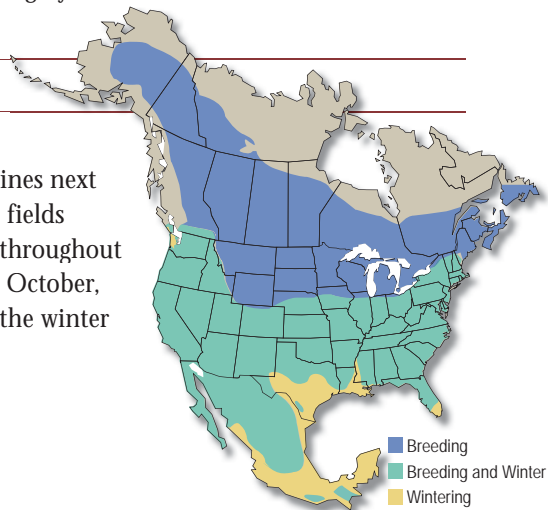 ines next
fields
throughout
October,
the winter
Breeding
Breeding and Winter
Wintering